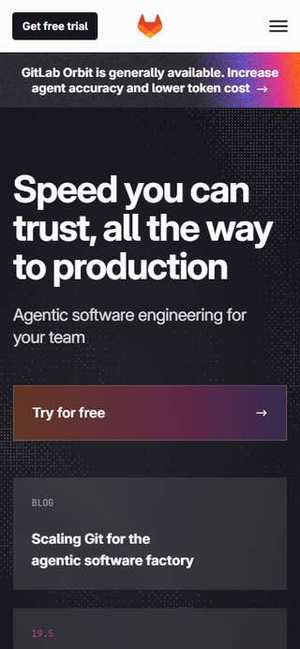 Get free trial
GitLab Orbit is generally available. Increase
agent accuracy and lower token cost →
Speed you can
trust, all the way
to production
Agentic software engineering for
your team
Try for free →
BLOG
Scaling Git for the
agentic software factory
19.5